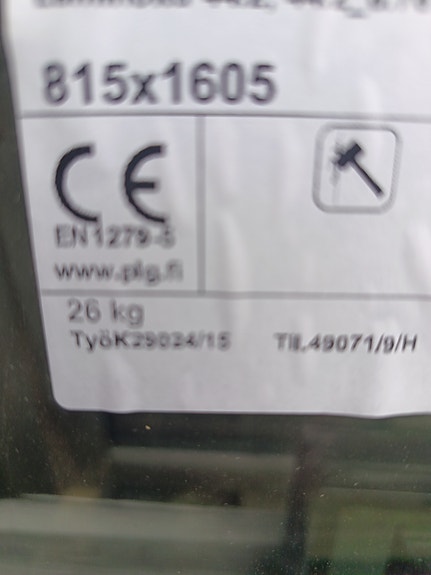 815x1605
CE
EN1279-5
www.plg.fi
26 kg
TyöK29024/15 Til.49071/9/H